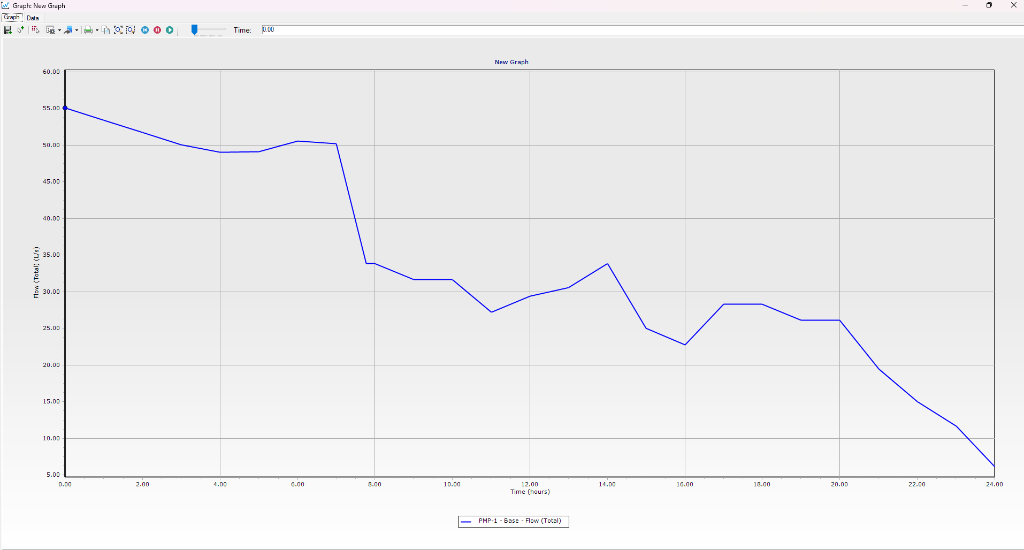 Graph: New Graph
Graph Data
Time: 0.00
New Graph
60.00
55.00
50.00
45.00
40.00
35.00
30.00
25.00
20.00
15.00
10.00
5.00
Flow (Total) (L/s)
0.00 2.00 4.00 6.00 8.00 10.00 12.00 14.00 16.00 18.00 20.00 22.00 24.00
Time (hours)
PMP-1 - Base - Flow (Total)